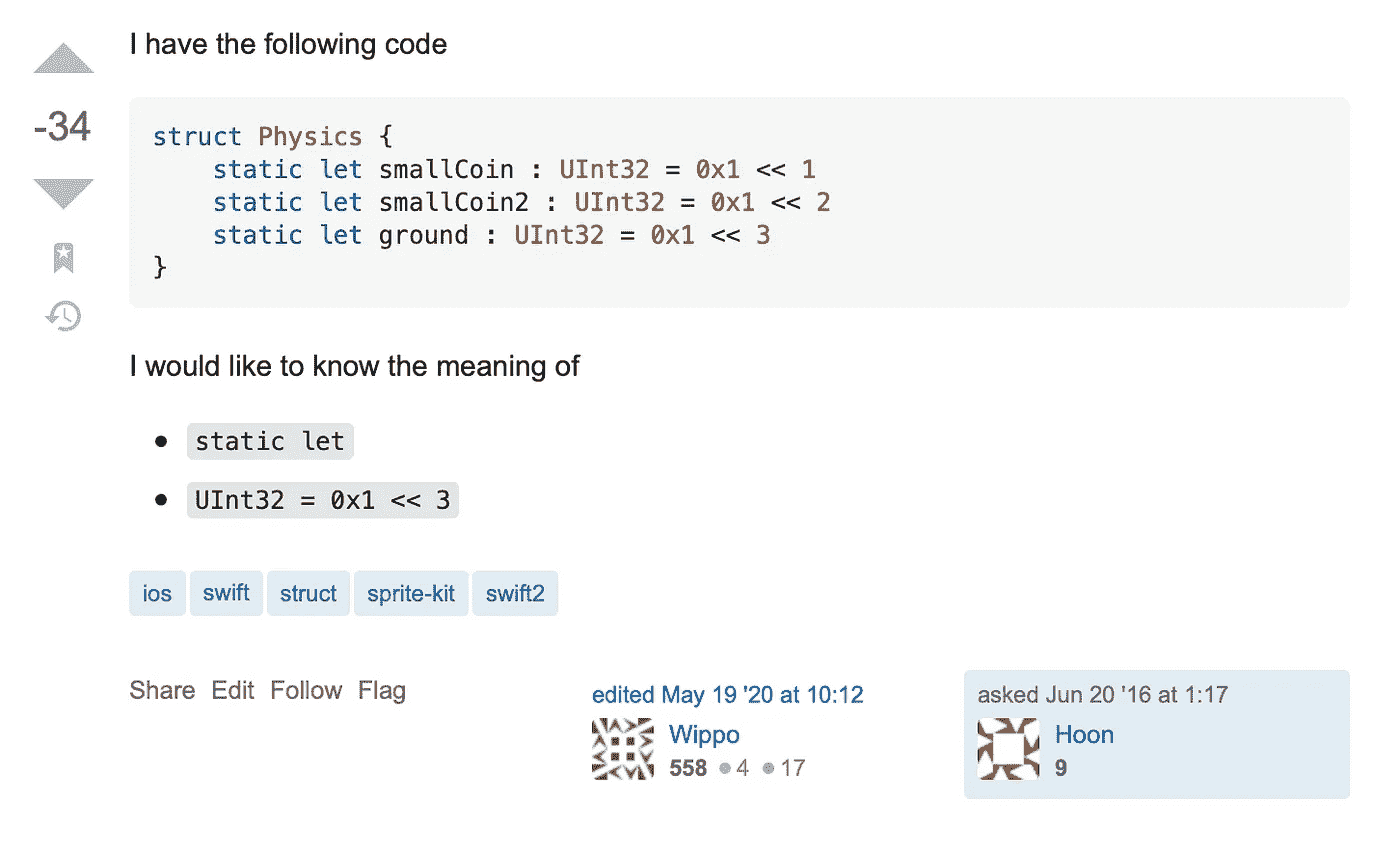 I have the following code
-34
struct Physics {
    static let smallCoin : UInt32 = 0x1 << 1
    static let smallCoin2 : UInt32 = 0x1 << 2
    static let ground : UInt32 = 0x1 << 3
}
I would like to know the meaning of
• static let
• UInt32 = 0x1 << 3
ios swift struct sprite-kit swift2
Share Edit Follow Flag
edited May 19 '20 at 10:12
Wippo
558 ● 4 ● 17
asked Jun 20 '16 at 1:17
Hoon
9